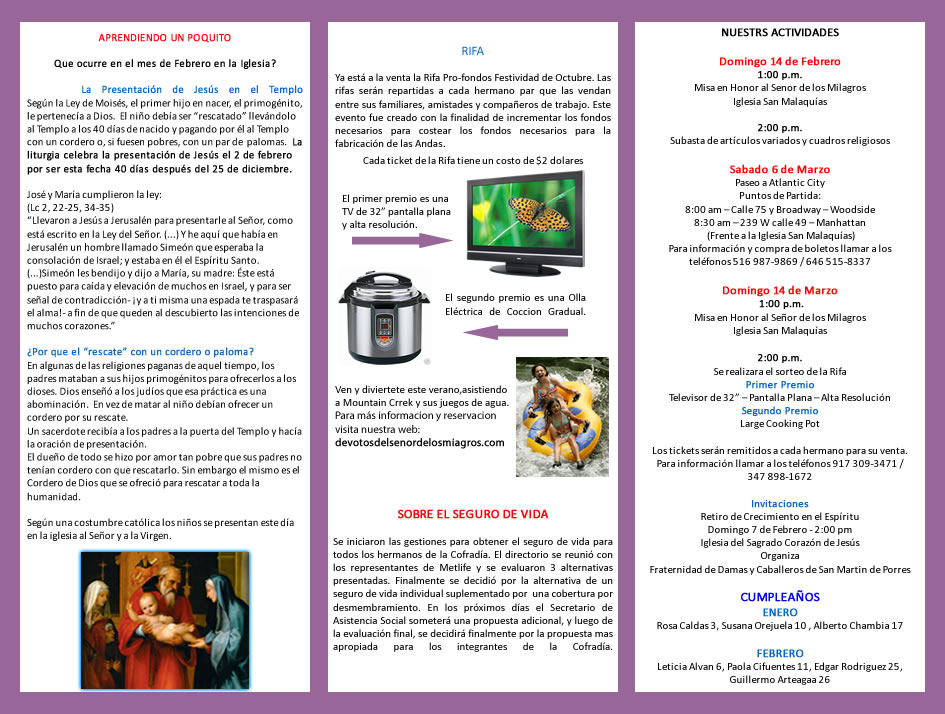 APRENDIENDO UN POQUITO
Que ocurre en el mes de Febrero en la Iglesia?
La Presentación de Jesús en el Templo
Según la Ley de Moisés, el primer hijo en nacer, el primogénito,
le pertenecía a Dios. El niño debía ser “rescatado” llevándolo
al Templo a los 40 días de nacido y pagando por él al Templo
con un cordero o, si fuesen pobres, con un par de palomas. La
liturgia celebra la presentación de Jesús el 2 de febrero
por ser esta fecha 40 días después del 25 de diciembre.
José y María cumplieron la ley:
(Lc 2, 22-25, 34-35)
“Llevaron a Jesús a Jerusalén para presentarle al Señor, como
está escrito en la Ley del Señor. (...) Y he aquí que había en
Jerusalén un hombre llamado Simeón que esperaba la
consolación de Israel; y estaba en él el Espíritu Santo.
(...)Simeón les bendijo y dijo a María, su madre: Éste está
puesto para caída y elevación de muchos en Israel, y para ser
señal de contradicción- ¡y a ti misma una espada te traspasará
el alma!- a fin de que queden al descubierto las intenciones de
muchos corazones.”
¿Por que el “rescate” con un cordero o paloma?
En algunas de las religiones paganas de aquel tiempo, los
padres mataban a sus hijos primogénitos para ofrecerlos a los
dioses. Dios enseñó a los judíos que esa práctica es una
abominación. En vez de matar al niño debían ofrecer un
cordero por su rescate.
Un sacerdote recibía a los padres a la puerta del Templo y hacía
la oración de presentación.
El dueño de todo se hizo por amor tan pobre que sus padres no
tenían cordero con que rescatarlo. Sin embargo el mismo es el
Cordero de Dios que se ofreció para rescatar a toda la
humanidad.
Según una costumbre católica los niños se presentan este día
en la iglesia al Señor y a la Virgen.
RIFA
Ya está a la venta la Rifa Pro-fondos Festividad de Octubre. Las
rifas serán repartidas a cada hermano par que las vendan
entre sus familiares, amistades y compañeros de trabajo. Este
evento fue creado con la finalidad de incrementar los fondos
necesarios para costear los fondos necesarios para la
fabricación de las Andas.
Cada ticket de la Rifa tiene un costo de $2 dolares
El primer premio es una
TV de 32” pantalla plana
y alta resolución.
El segundo premio es una Olla
Eléctrica de Coccion Gradual.
Ven y diviertete este verano,asistiendo
a Mountain Crrek y sus juegos de agua.
Para más informacion y reservacion
visita nuestra web:
devotosdelsenordelosmiagros.com
SOBRE EL SEGURO DE VIDA
Se iniciaron las gestiones para obtener el seguro de vida para
todos los hermanos de la Cofradía. El directorio se reunió con
los representantes de Metlife y se evaluaron 3 alternativas
presentadas. Finalmente se decidió por la alternativa de un
seguro de vida individual suplementado por una cobertura por
desmembramiento. En los próximos días el Secretario de
Asistencia Social someterá una propuesta adicional, y luego de
la evaluación final, se decidirá finalmente por la propuesta mas
apropiada para los integrantes de la Cofradía.
NUESTRS ACTIVIDADES
Domingo 14 de Febrero
1:00 p.m.
Misa en Honor al Senor de los Milagros
Iglesia San Malaquías
2:00 p.m.
Subasta de artículos variados y cuadros religiosos
Sabado 6 de Marzo
Paseo a Atlantic City
Puntos de Partida:
8:00 am – Calle 75 y Broadway – Woodside
8:30 am – 239 W calle 49 – Manhattan
(Frente a la Iglesia San Malaquías)
Para información y compra de boletos llamar a los
teléfonos 516 987-9869 / 646 515-8337
Domingo 14 de Marzo
1:00 p.m.
Misa en Honor al Señor de los Milagros
Iglesia San Malaquías
2:00 p.m.
Se realizara el sorteo de la Rifa
Primer Premio
Televisor de 32” – Pantalla Plana – Alta Resolución
Segundo Premio
Large Cooking Pot
Los tickets serán remitidos a cada hermano para su venta.
Para información llamar a los teléfonos 917 309-3471 /
347 898-1672
Invitaciones
Retiro de Crecimiento en el Espíritu
Domingo 7 de Febrero - 2:00 pm
Iglesia del Sagrado Corazón de Jesús
Organiza
Fraternidad de Damas y Caballeros de San Martin de Porres
CUMPLEAÑOS
ENERO
Rosa Caldas 3, Susana Orejuela 10 , Alberto Chambia 17
FEBRERO
Leticia Alvan 6, Paola Cifuentes 11, Edgar Rodriguez 25,
Guillermo Arteagaa 26